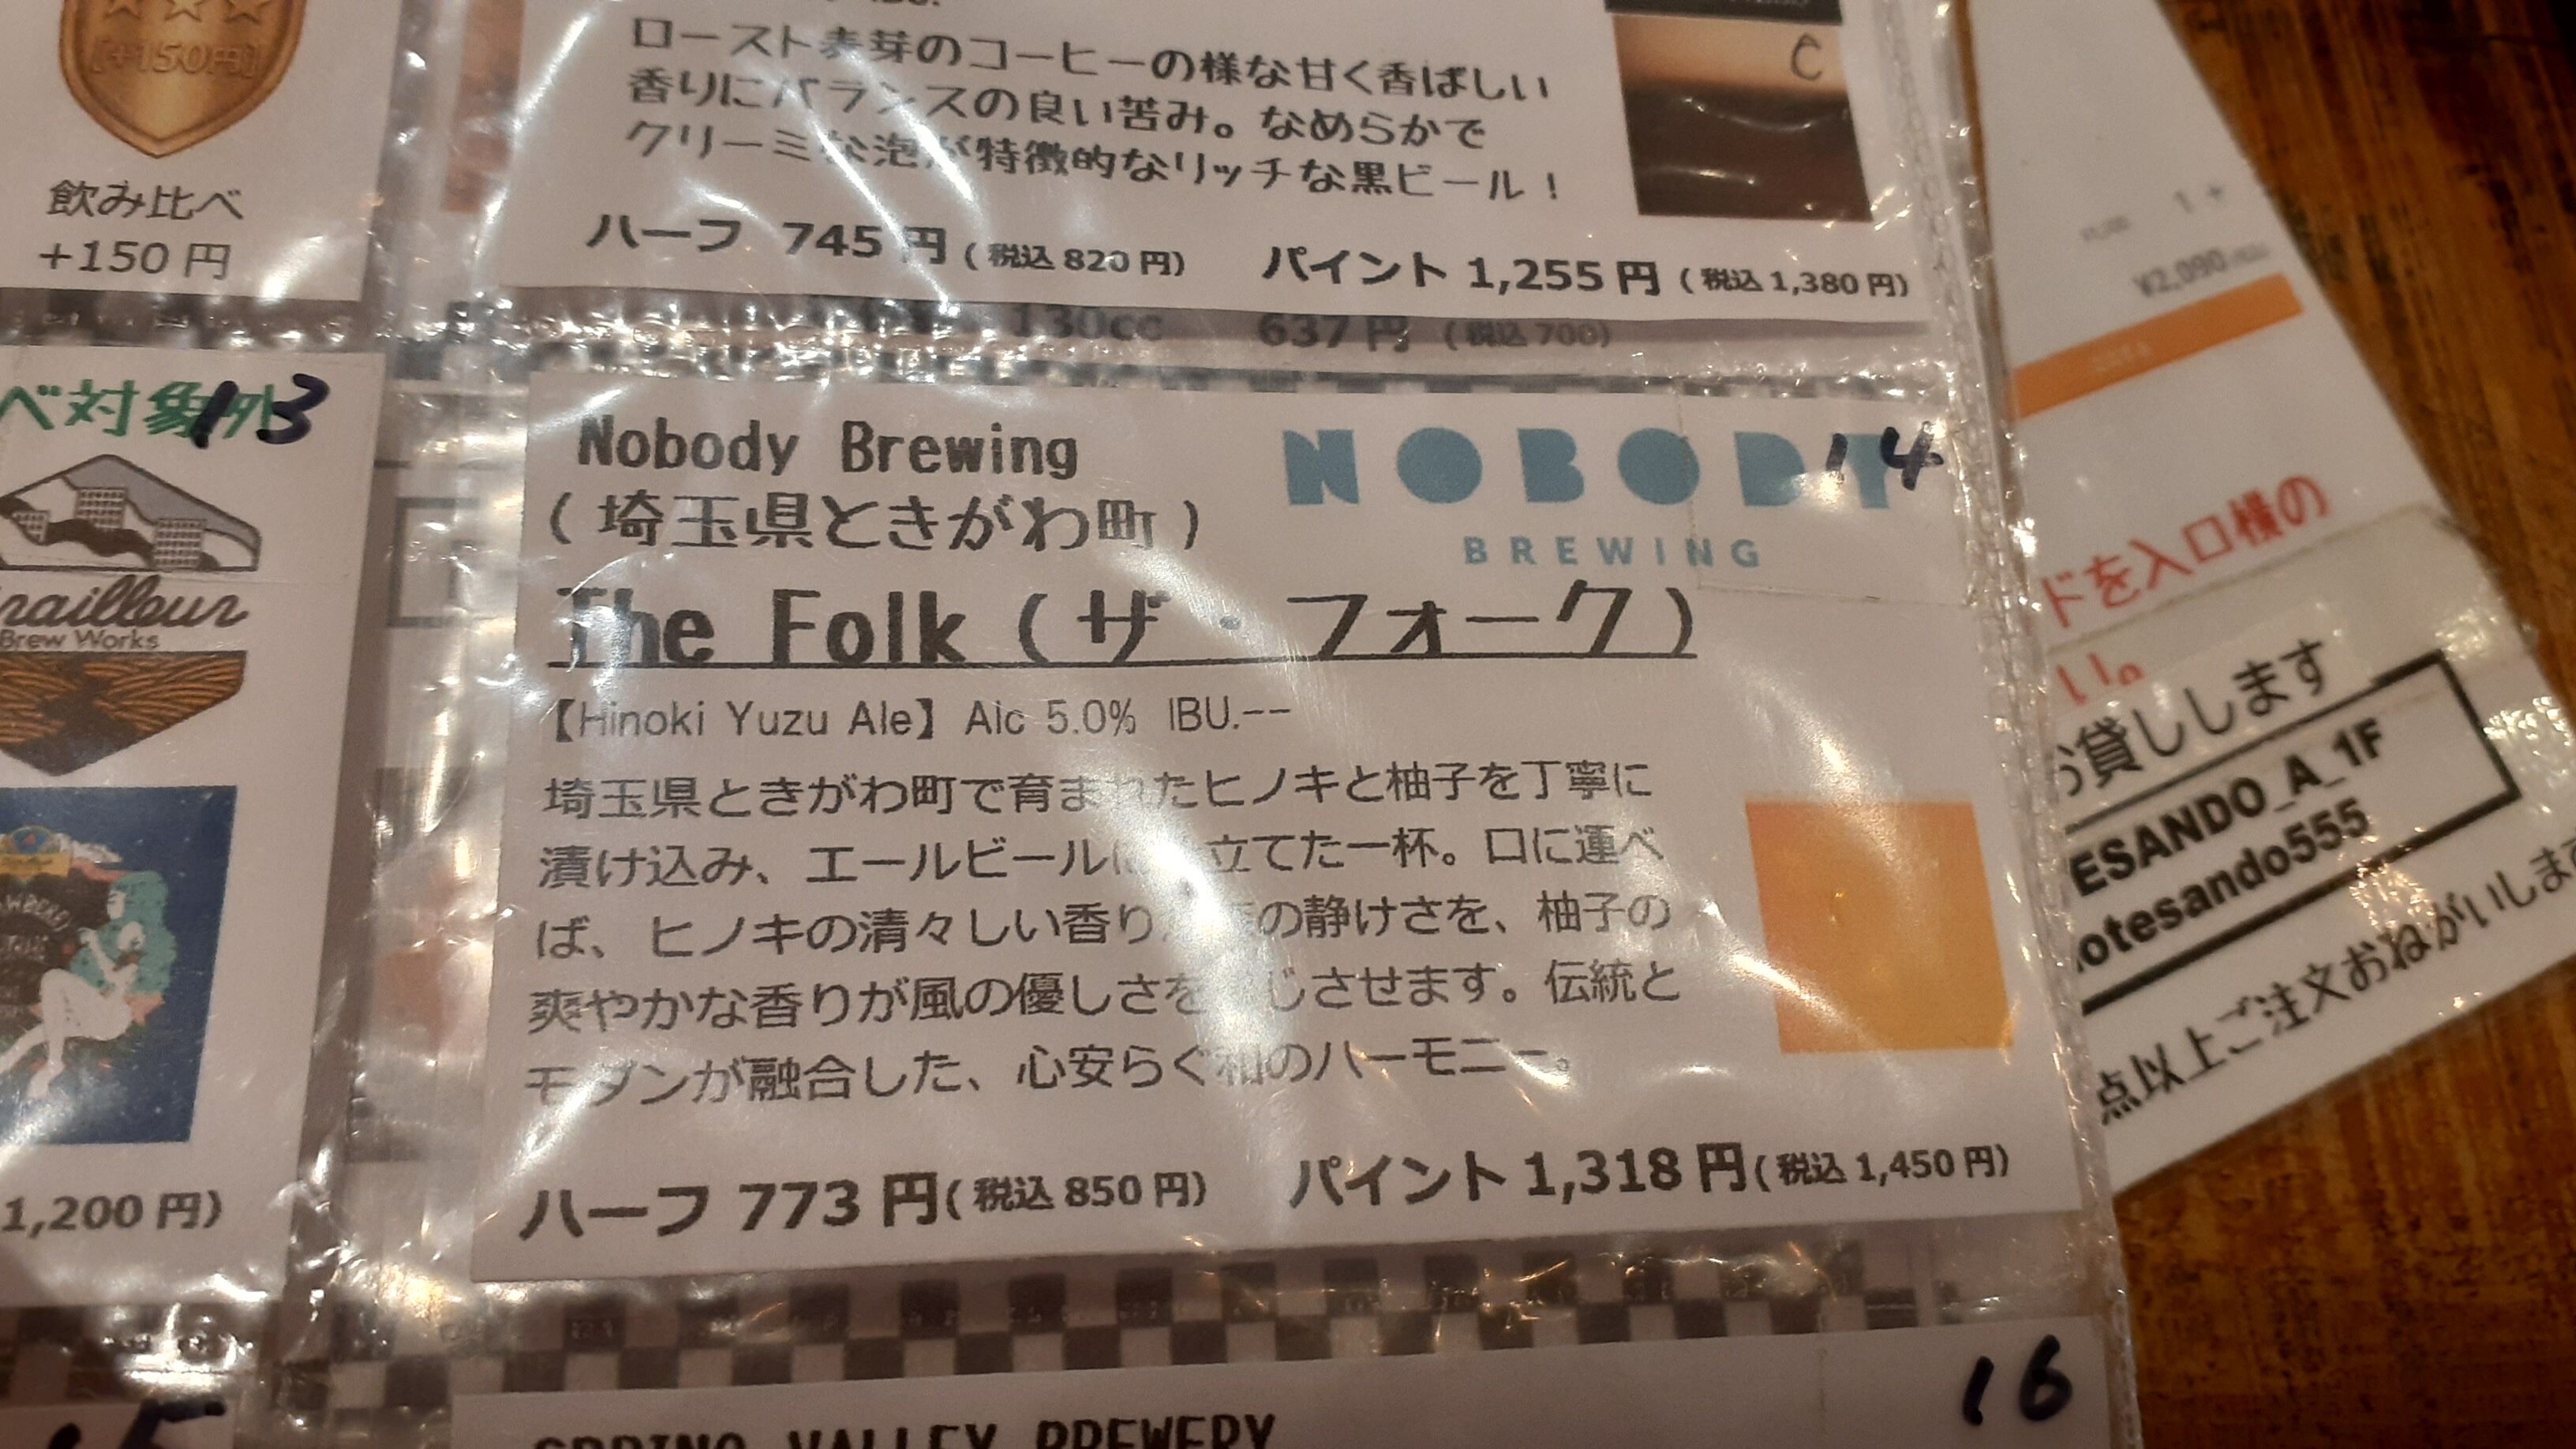 [+150円]
飲み比べ
+150 円
ロースト麦芽のコーヒーの様な甘く香ばしい
香りにバランスの良い苦み。なめらかで
クリーミな泡が特徴的なリッチな黒ビール！
ハーフ 745 円 ( 税込 820 円)
パイント 1,255 円 ( 税込 1,380 円)
130cc 637 円 ( 税込 700)
べ対象外
13
Brew Works
1,200 円)
Nobody Brewing
( 埼玉県ときがわ町 )
NOBODY
BREWING
14
The Folk ( ザ・フォーク )
【Hinoki Yuzu Ale】 Alc 5.0% IBU.--
埼玉県ときがわ町で育まれたヒノキと柚子を丁寧に
漬け込み、エールビールに 立てた一杯。口に運べ
ば、ヒノキの清々しい香り の静けさを、柚子の
爽やかな香りが風の優しさを じさせます。伝統と
モダンが融合した、心安らぐ和のハーモニー。
ハーフ 773 円( 税込 850 円)
パイント 1,318 円( 税込 1,450 円)
15
16
SPRING VALLEY BREWERY
¥2,090
ドを入口横の
い。
お貸しします
ESANDO_A_1F
otesando555
点以上ご注文おねがいします